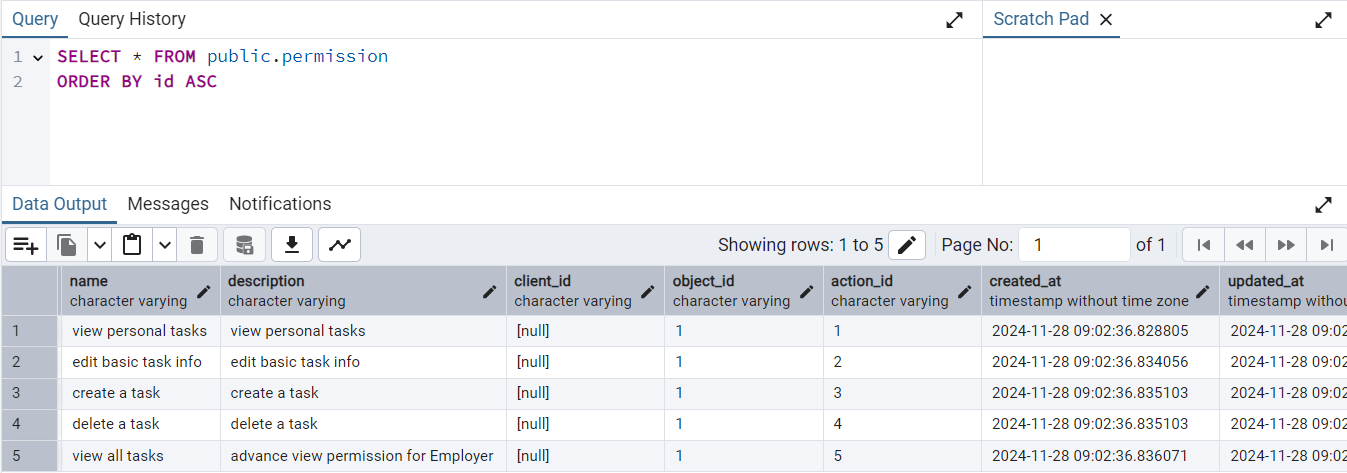 Query Query History Scratch Pad
1 SELECT * FROM public.permission
2 ORDER BY id ASC
Data Output Messages Notifications
Showing rows: 1 to 5 Page No: 1 of 1
name description client_id object_id action_id created_at updated_at
character varying character varying character varying character varying character varying timestamp without time zone timestamp withou
1 view personal tasks view personal tasks [null] 1 1 2024-11-28 09:02:36.828805 2024-11-28 09:02
2 edit basic task info edit basic task info [null] 1 2 2024-11-28 09:02:36.834056 2024-11-28 09:02
3 create a task create a task [null] 1 3 2024-11-28 09:02:36.835103 2024-11-28 09:02
4 delete a task delete a task [null] 1 4 2024-11-28 09:02:36.835103 2024-11-28 09:02
5 view all tasks advance view permission for Employer [null] 1 5 2024-11-28 09:02:36.836071 2024-11-28 09:02